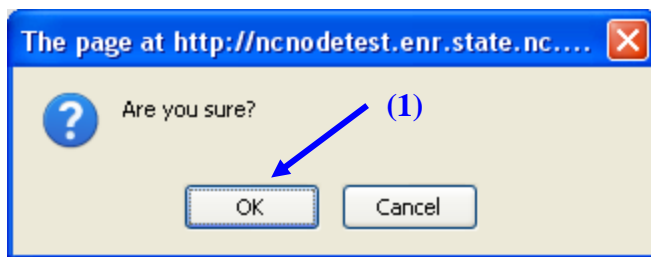 The page at http://ncnodetest.enr.state.nc....
Are you sure?
(1)
OK
Cancel